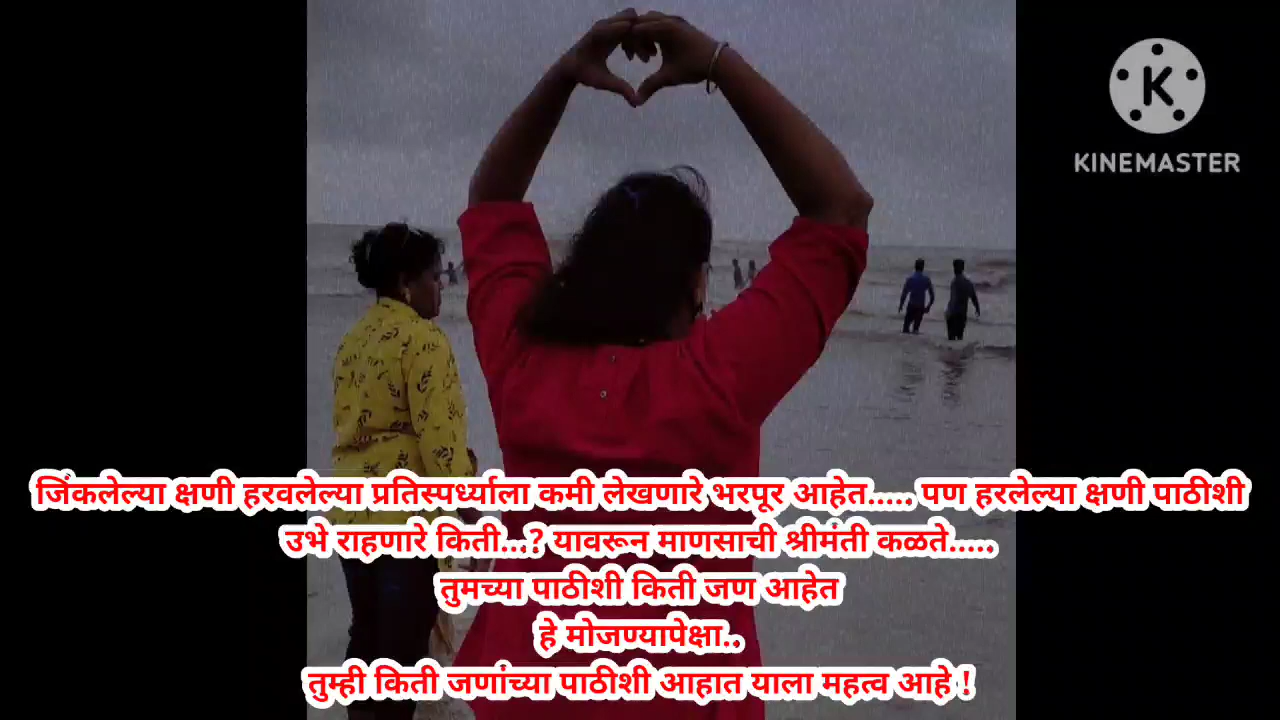 KINEMASTER
जिंकलेल्या क्षणी हरवलेल्या प्रतिस्पर्ध्याला कमी लेखणारे भरपूर आहेत..... पण हरलेल्या क्षणी पाठीशी
उभे राहणारे किती...? यावरून माणसाची श्रीमंती कळते.....
तुमच्या पाठीशी किती जण आहेत
हे मोजण्यापेक्षा..
तुम्ही किती जणांच्या पाठीशी आहात याला महत्व आहे !